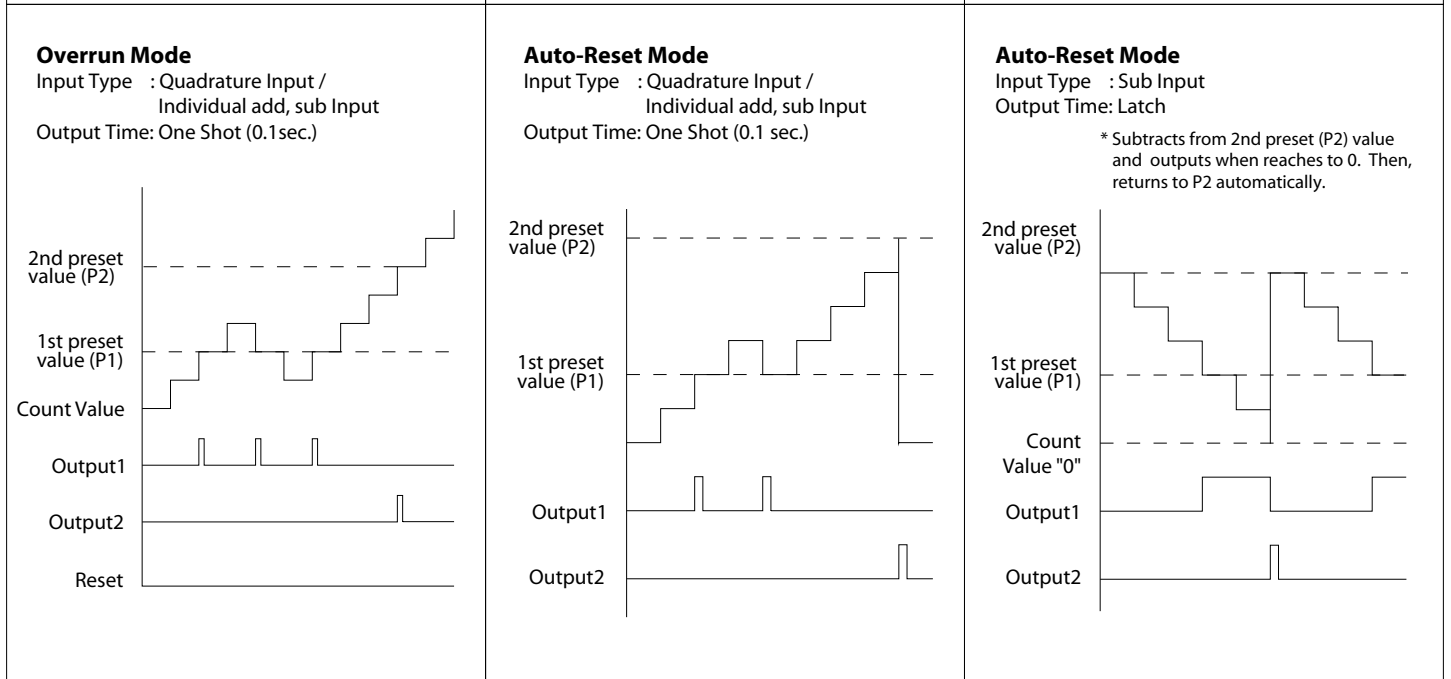 Overrun Mode
Input Type : Quadrature Input /
Individual add, sub Input
Output Time: One Shot (0.1sec.)
2nd preset
value (P2)
1st preset
value (P1)
Count Value
Output1
Output2
Reset
Auto-Reset Mode
Input Type : Quadrature Input /
Individual add, sub Input
Output Time: One Shot (0.1 sec.)
2nd preset
value (P2)
1st preset
value (P1)
Output1
Output2
Auto-Reset Mode
Input Type : Sub Input
Output Time: Latch
* Subtracts from 2nd preset (P2) value
and outputs when reaches to 0. Then,
returns to P2 automatically.
2nd preset
value (P2)
1st preset
value (P1)
Count
Value "0"
Output1
Output2